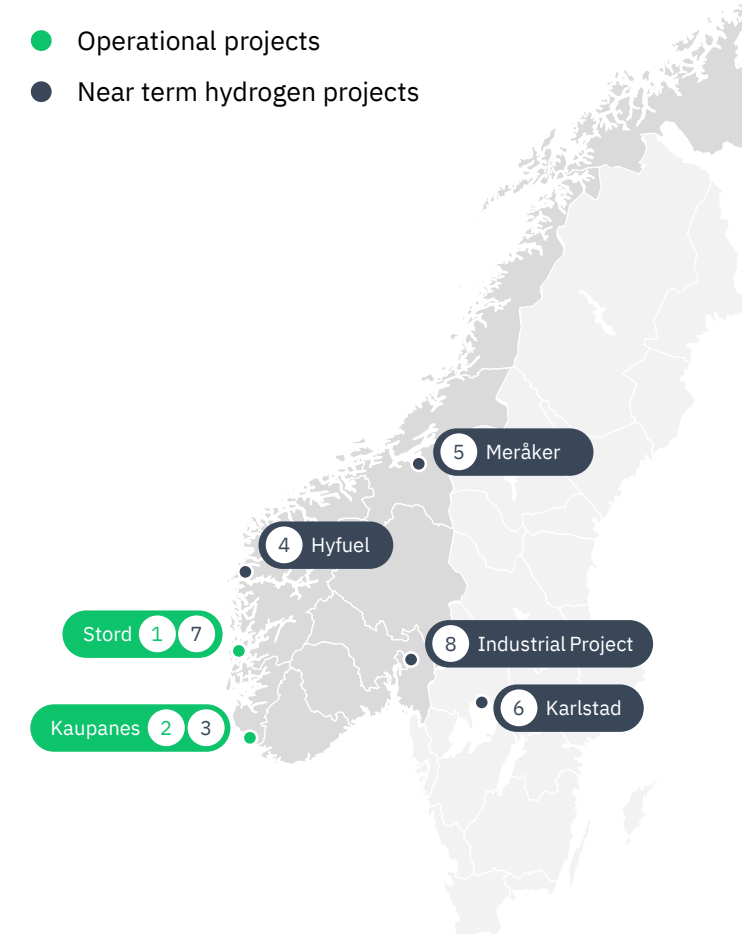 Operational projects
Near term hydrogen projects
5 Meråker
4 Hyfuel
Stord 1 7
8 Industrial Project
6 Karlstad
Kaupanes 2 3